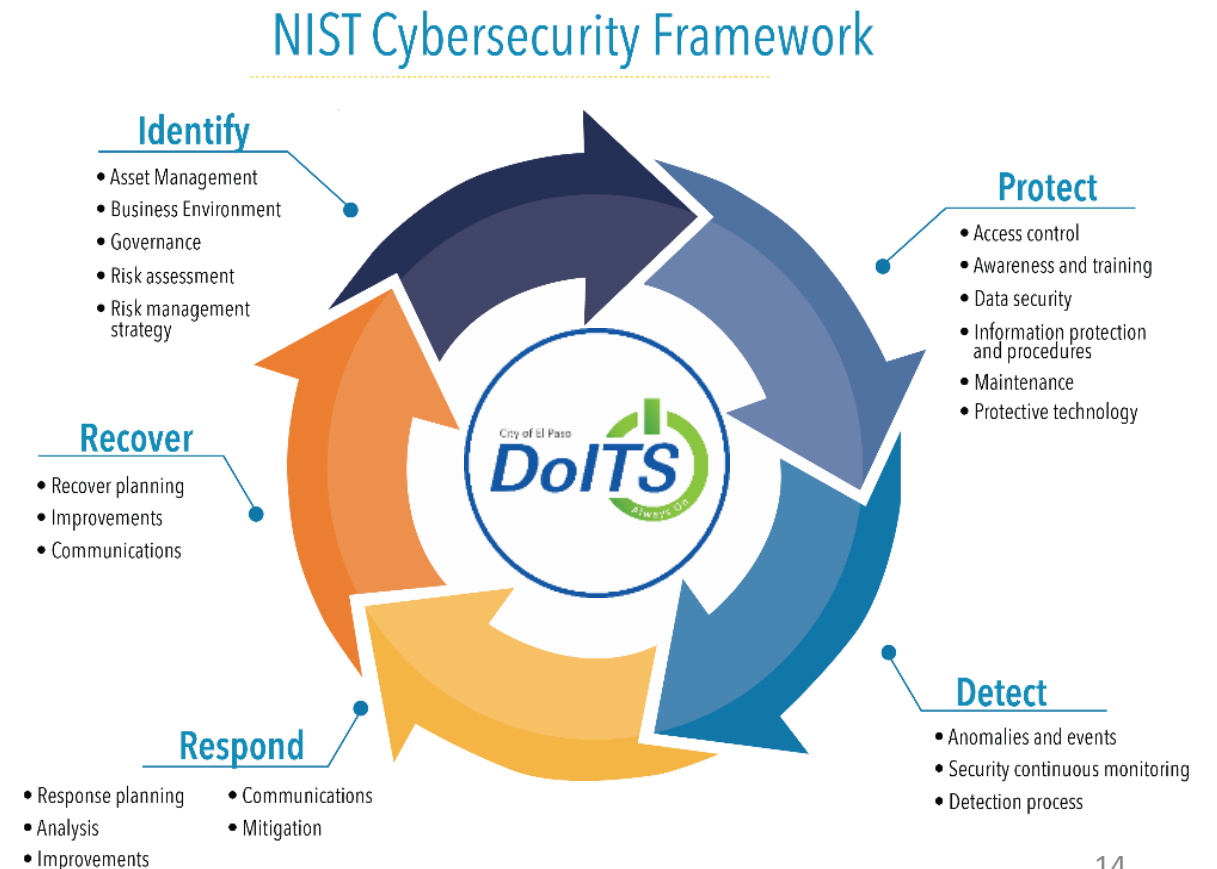 NIST Cybersecurity Framework
Identify
• Asset Management
• Business Environment
• Governance
• Risk assessment
• Risk management
strategy
Protect
• Access control
• Awareness and training
• Data security
• Information protection
and procedures
• Maintenance
• Protective technology
Recover
• Recover planning
• Improvements
• Communications
City of El Paso
DoITS
Always On
Detect
• Anomalies and events
• Security continuous monitoring
• Detection process
Respond
• Response planning
• Analysis
• Improvements
• Communications
• Mitigation
14